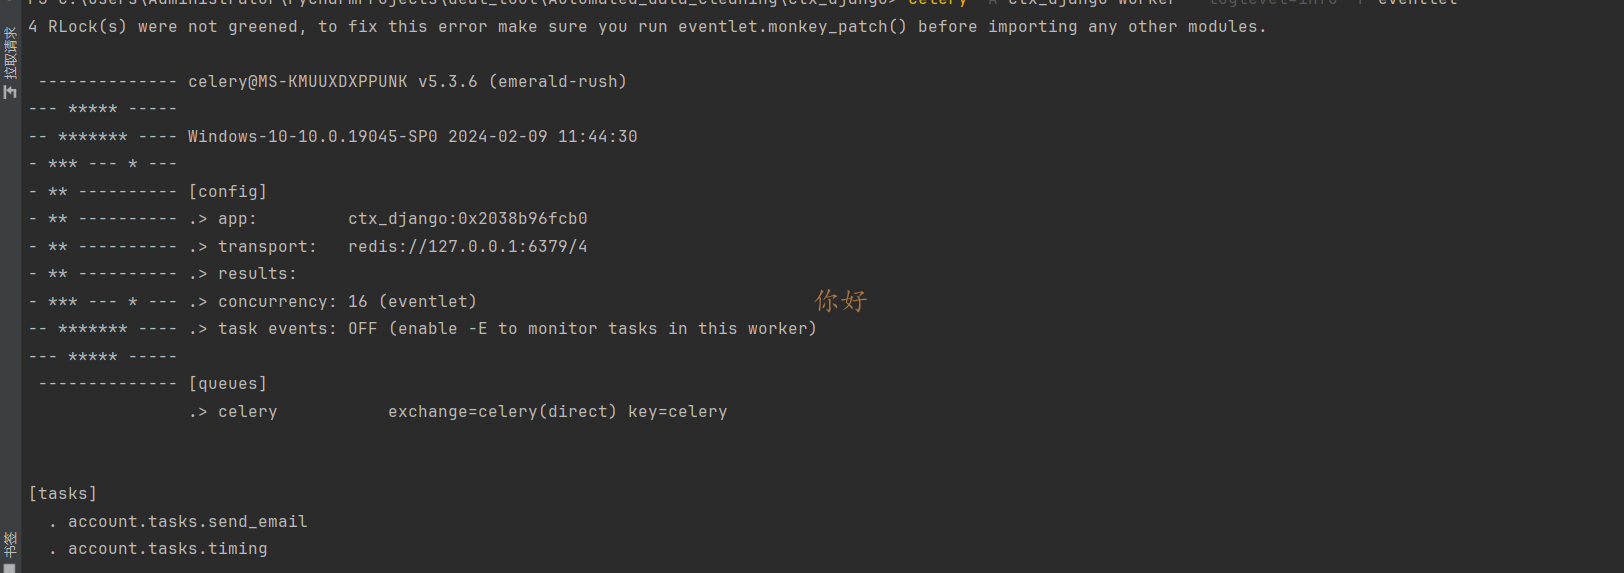 PS C:\Users\Administrator\PycharmProjects\deal_tool\Automated_data_cleaning\ctx_django> celery -A ctx_django worker --loglevel=info -P eventlet
4 RLock(s) were not greened, to fix this error make sure you run eventlet.monkey_patch() before importing any other modules.
-------------- celery@MS-KMUUXDXPPUNK v5.3.6 (emerald-rush)
--- ***** -----
-- ******* ---- Windows-10-10.0.19045-SP0 2024-02-09 11:44:30
- *** --- * ---
- ** ---------- [config]
- ** ---------- .> app:         ctx_django:0x2038b96fcb0
- ** ---------- .> transport:   redis://127.0.0.1:6379/4
- ** ---------- .> results:
- *** --- * --- .> concurrency: 16 (eventlet)
你好
-- ******* ---- .> task events: OFF (enable -E to monitor tasks in this worker)
--- ***** -----
-------------- [queues]
.> celery           exchange=celery(direct) key=celery
[tasks]
. account.tasks.send_email
. account.tasks.timing
拉取请求
书签